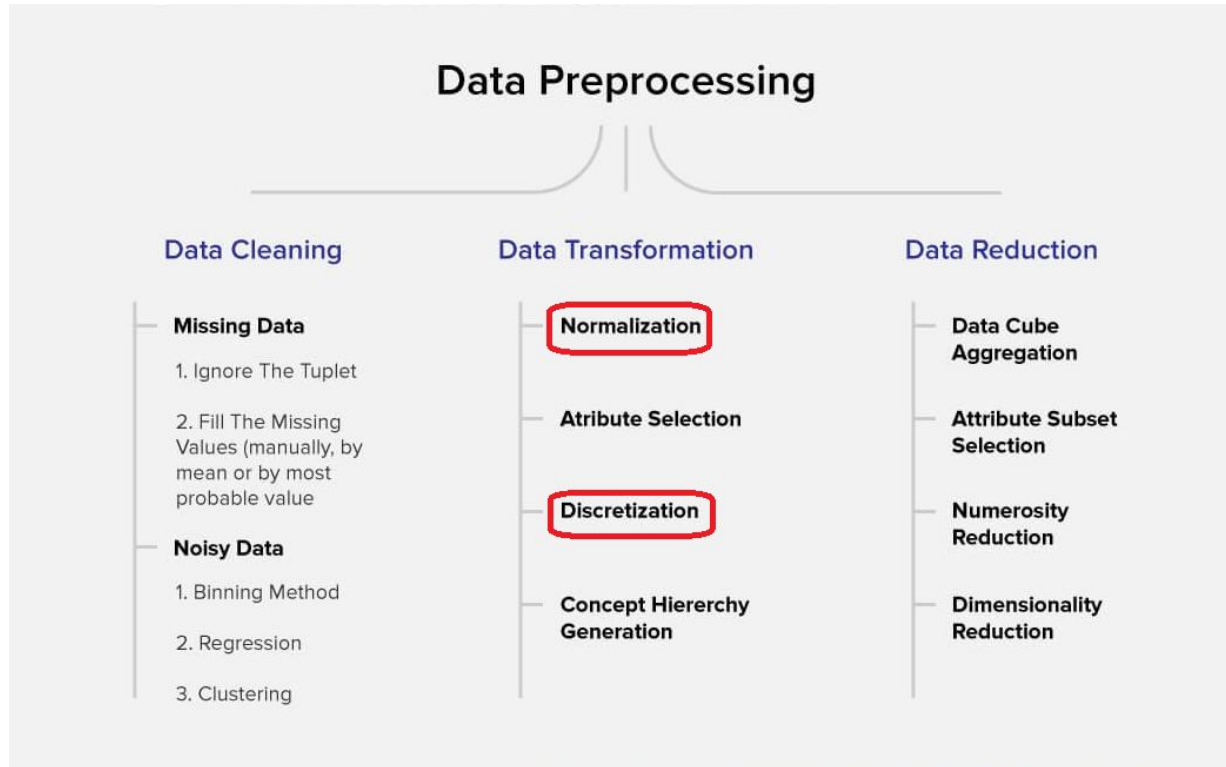 Data Preprocessing
Data Cleaning
Missing Data
1. Ignore The Tuplet
2. Fill The Missing
Values (manually, by
mean or by most
probable value
Noisy Data
1. Binning Method
2. Regression
3. Clustering
Data Transformation
Normalization
Atribute Selection
Discretization
Concept Hiererchy
Generation
Data Reduction
Data Cube
Aggregation
Attribute Subset
Selection
Numerosity
Reduction
Dimensionality
Reduction